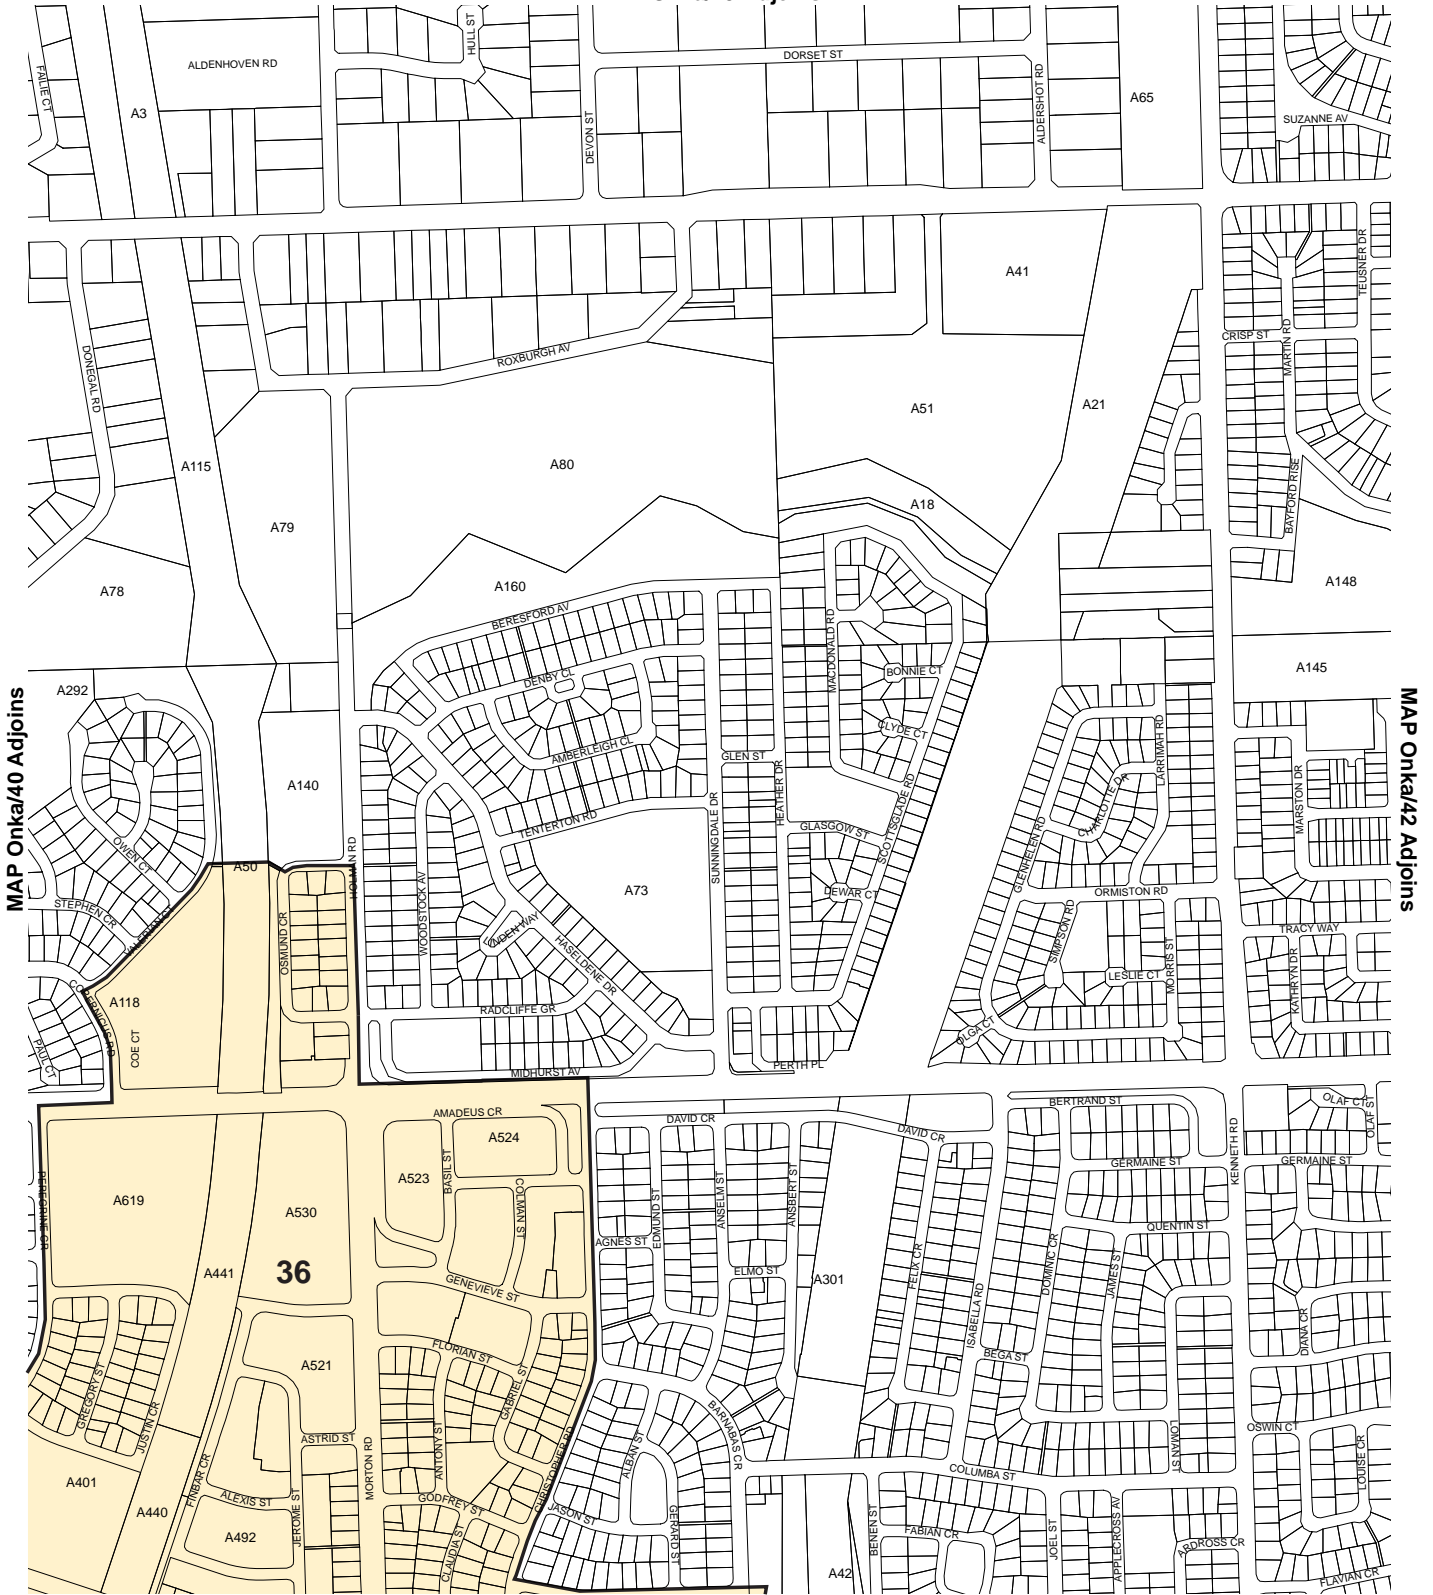 HULL ST
DORSET ST
ALDENHOVEN RD
FAILIE CT
A3
DEVON ST
ALDERSHOT RD
A65
SUZANNE AV
TEUSNER DR
A41
CRISP ST
MARTIN RD
DONEGAL RD
ROXBURGH AV
A51
A21
A115
A80
A18
BAYFORD RISE
A79
A78
A160
A148
BERESFORD AV
MACDONALD RD
MAP Onka/40 Adjoins
A292
DENBY CL
BONNIE CT
A145
MAP Onka/42 Adjoins
CLYDE CT
LARRIMAH RD
AMBERLEIGH CL
GLEN ST
A140
HEATHER DR
CHARLOTTE DR
MARSTON DR
TENTERTON RD
SUNNINGDALE DR
GLASGOW ST
SCOTTSGLADE RD
OWEN CT
HOLMAN RD
GLENHELEN RD
A50
A73
DEWAR CT
ORMISTON RD
STEPHEN CR
WOODSTOCK AV
LINDEN WAY
OSMUND CR
SIMPSON RD
TRACY WAY
HASELDENE DR
LESLIE CT
MORRIS ST
KATHRYN DR
COPERNICUS RD
A118
RADCLIFFE GR
COE CT
OLGA CT
PAUL CT
MIDHURST AV
PERTH PL
AMADEUS CR
DAVID CR
DAVID CR
BERTRAND ST
OLAF CT
OLAF ST
A524
BASIL ST
KENNETH RD
GERMAINE ST
GERMAINE ST
A523
COLMAN ST
EDMUND ST
ANSELM ST
ANSBERT ST
PEREGRINE CR
A619
A530
QUENTIN ST
AGNES ST
ELMO ST
FELIX CR
DOMINIC CR
JAMES ST
A441
36
A301
GENEVIEVE ST
ISABELLA RD
DIANA CR
FLORIAN ST
BEGA ST
A521
GREGORY ST
GABRIEL ST
JUSTIN CR
BARNABAS CR
OSWIN CT
ASTRID ST
MORTON RD
ANTONY ST
CHRISTOPHER RD
ALBAN ST
LOMAN ST
LOUISE CR
A401
FINBAR CR
COLUMBA ST
ALEXIS ST
GODFREY ST
A440
JEROME ST
JASON ST
GERARD ST
BENEN ST
FABIAN CR
JOEL ST
APPLECROSS AV
ARDROSS CR
A492
CLAUDIA ST
A42
FLAVIAN CR